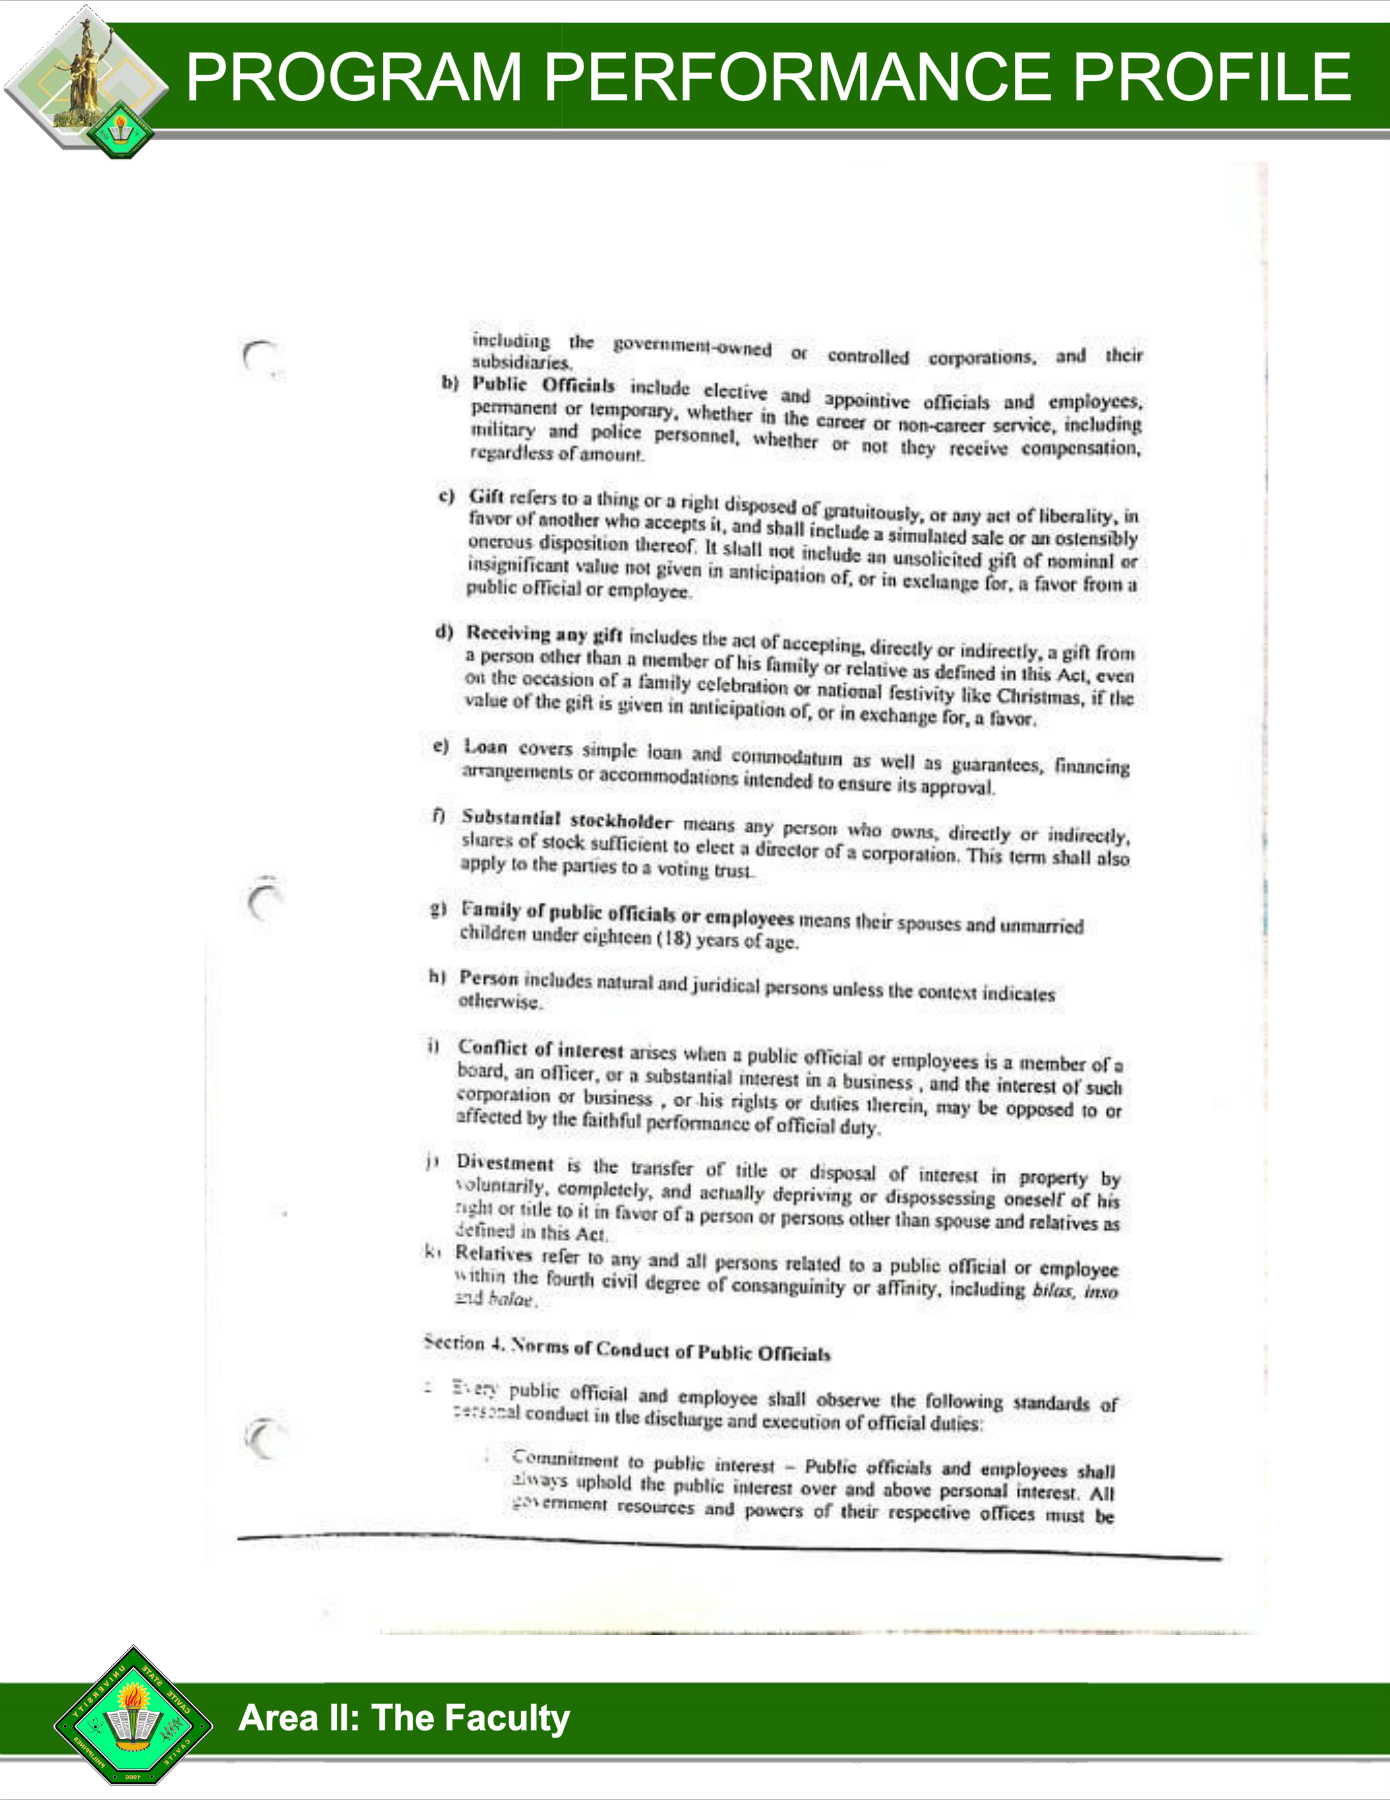 PROGRAM PERFORMANCE PROFILE
including the government-owned or controlled corporations, and their
subsidiaries.
b) Public Officials include elective and appointive officials and employees,
permanent or temporary, whether in the career or non-career service, including
military and police personnel, whether or not they receive compensation,
regardless of amount.
c) Gift refers to a thing or a right disposed of gratuitously, or any act of liberality, in
favor of another who accepts it, and shall include a simulated sale or an ostensibly
onerous disposition thereof. It shall not include an unsolicited gift of nominal or
insignificant value not given in anticipation of, or in exchange for, a favor from a
public official or employee.
d) Receiving any gift includes the act of accepting, directly or indirectly, a gift from
a person other than a member of his family or relative as defined in this Act, even
on the occasion of a family celebration or national festivity like Christmas, if the
value of the gift is given in anticipation of, or in exchange for, a favor.
e) Loan covers simple loan and commodatum as well as guarantees, financing
arrangements or accommodations intended to ensure its approval.
f) Substantial stockholder means any person who owns, directly or indirectly,
shares of stock sufficient to elect a director of a corporation. This term shall also
apply to the parties to a voting trust.
g) Family of public officials or employees means their spouses and unmarried
children under eighteen (18) years of age.
h) Person includes natural and juridical persons unless the context indicates
otherwise.
i) Conflict of interest arises when a public official or employees is a member of a
board, an officer, or a substantial interest in a business , and the interest of such
corporation or business , or his rights or duties therein, may be opposed to or
affected by the faithful performance of official duty.
j) Divestment is the transfer of title or disposal of interest in property by
voluntarily, completely, and actually depriving or dispossessing oneself of his
right or title to it in favor of a person or persons other than spouse and relatives as
defined in this Act.
k) Relatives refer to any and all persons related to a public official or employee
within the fourth civil degree of consanguinity or affinity, including bilas, inso
and balae.
Section 4. Norms of Conduct of Public Officials
Every public official and employee shall observe the following standards of
personal conduct in the discharge and execution of official duties:
Commitment to public interest – Public officials and employees shall
always uphold the public interest over and above personal interest. All
government resources and powers of their respective offices must be
CAVITE STATE UNIVERSITY
CAVITE
PHILIPPINES
1906
Area II: The Faculty